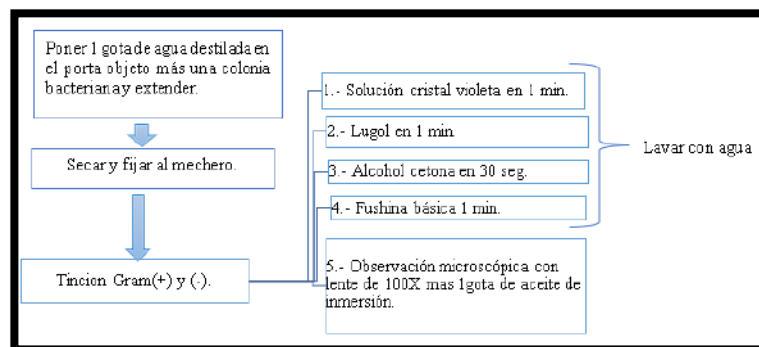 Poner 1 gota de agua destilada en
el porta objeto más una colonia
bacteriana y extender.
Secar y fijar al mechero.
Tincion Gram(+) y (-).
1.- Solución cristal violeta en 1 min.
2.- Lugol en 1 min
3.- Alcohol cetona en 30 seg.
4.- Fushina básica 1 min.
Lavar con agua
5.- Observación microscópica con
lente de 100X mas 1gota de aceite de
inmersión.